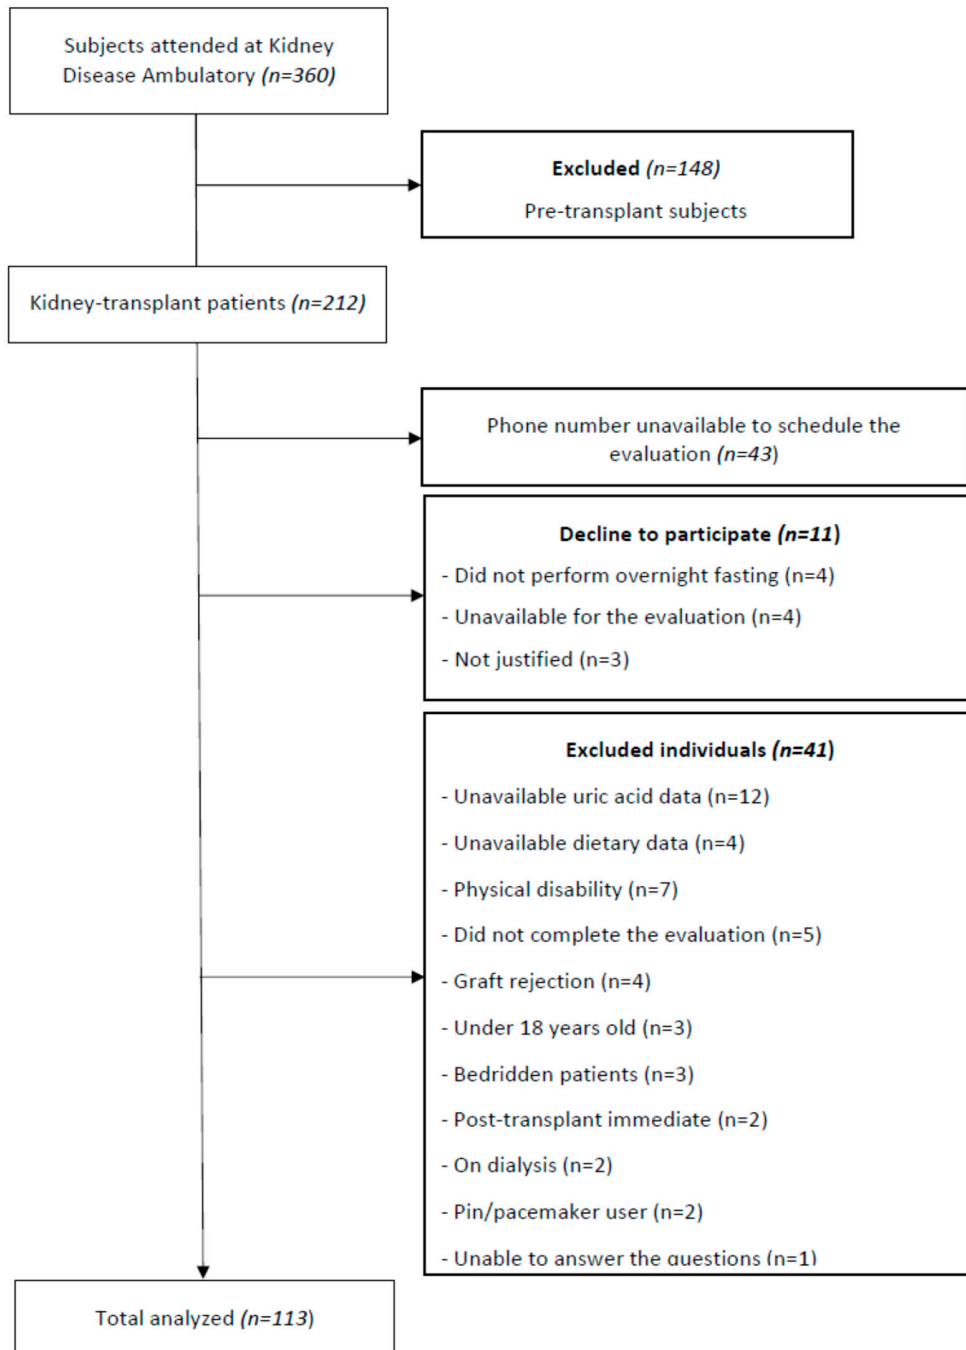 Subjects attended at Kidney
Disease Ambulatory (n=360)
Excluded (n=148)
Pre-transplant subjects
Kidney-transplant patients (n=212)
Phone number unavailable to schedule the
evaluation (n=43)
Decline to participate (n=11)
- Did not perform overnight fasting (n=4)
- Unavailable for the evaluation (n=4)
- Not justified (n=3)
Excluded individuals (n=41)
- Unavailable uric acid data (n=12)
- Unavailable dietary data (n=4)
- Physical disability (n=7)
- Did not complete the evaluation (n=5)
- Graft rejection (n=4)
- Under 18 years old (n=3)
- Bedridden patients (n=3)
- Post-transplant immediate (n=2)
- On dialysis (n=2)
- Pin/pacemaker user (n=2)
- Unable to answer the questions (n=1)
Total analyzed (n=113)